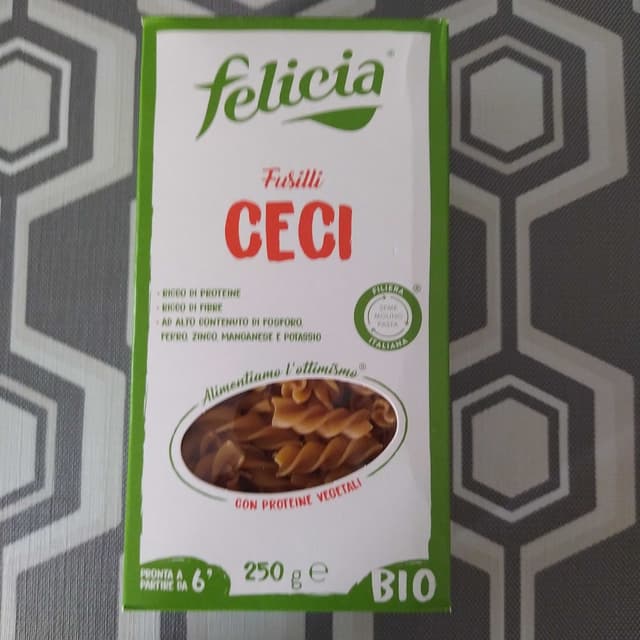 felicia®
Fusilli
CECI
· RICCO DI PROTEINE
· RICCO DI FIBRE
· AD ALTO CONTENUTO DI FOSFORO,
FERRO, ZINCO, MANGANESE E POTASSIO
FILIERA ®
SEME
MOLINO
PASTA
ITALIANA
Alimentiamo l'ottimismo®
CON PROTEINE VEGETALI
PRONTA A
PARTIRE DA 6'
250 g e
BIO